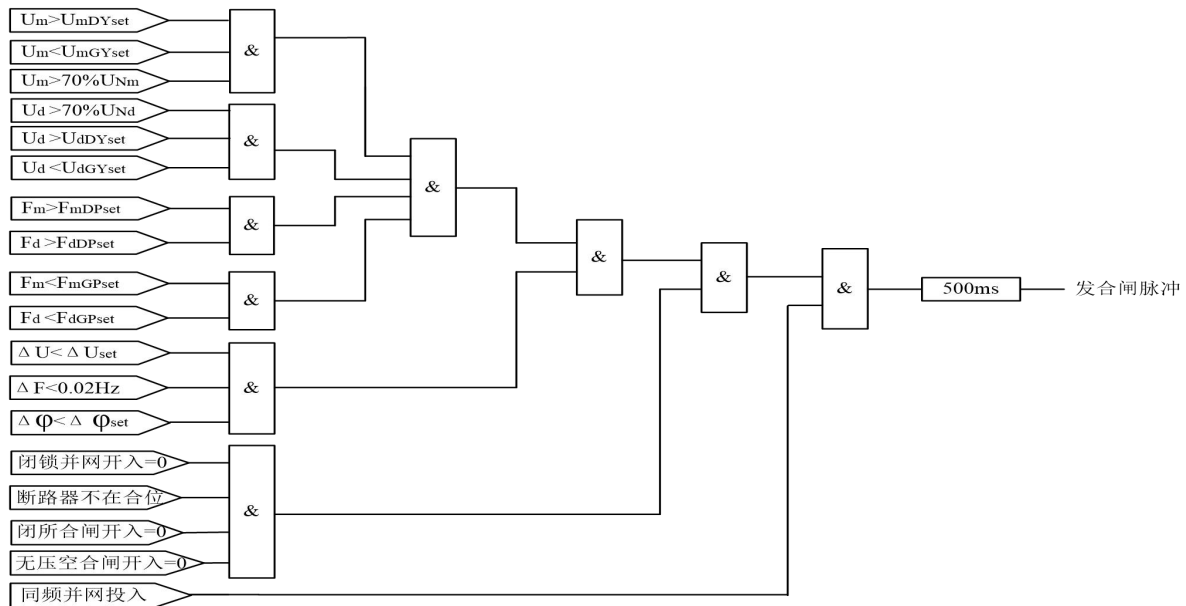 Um>UmDYset
Um<UmGYset
Um>70%UNm
&
Ud >70%UNd
Ud >UdDYset
Ud <UdGYset
&
Fm>FmDPset
Fd >FdDPset
&
Fm<FmGPset
Fd <FdGPset
&
&
Δ U< Δ Uset
Δ F<0.02Hz
Δ φ< Δ φset
&
&
闭锁并网开入=0
断路器不在合位
闭所合闸开入=0
无压空合闸开入=0
&
&
同频并网投入
&
500ms
发合闸脉冲